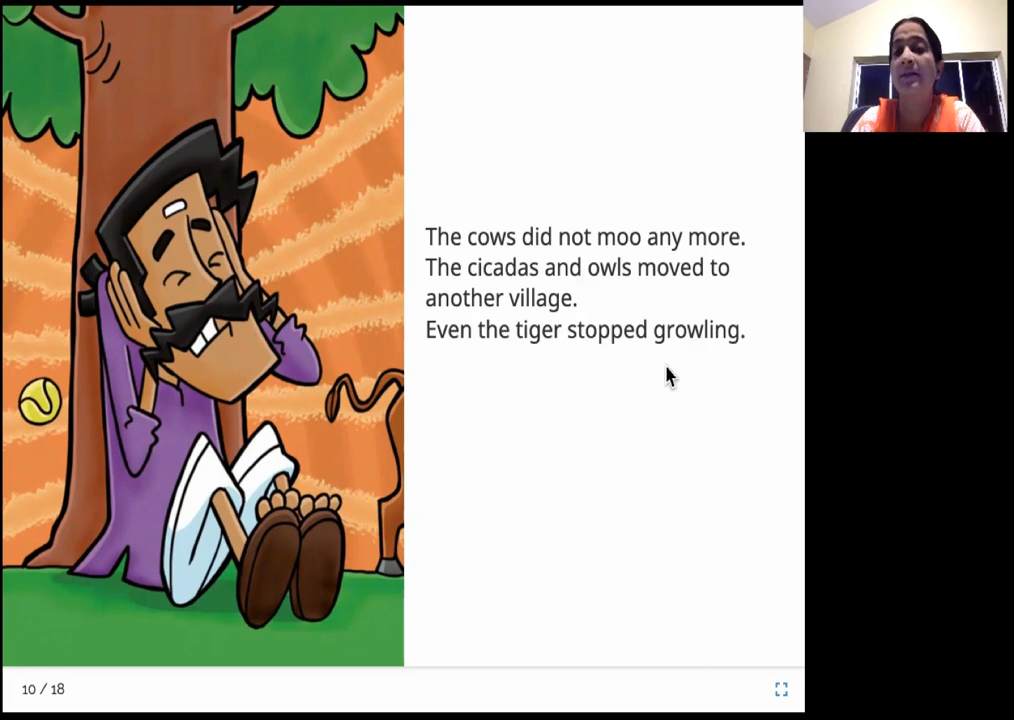 The cows did not moo any more.
The cicadas and owls moved to
another village.
Even the tiger stopped growling.
10 / 18